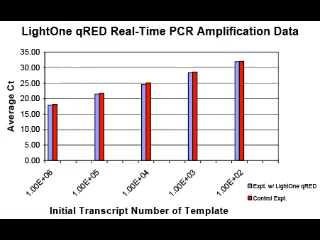 LightOne qRED Real-Time PCR Amplification Data
35.00
30.00
25.00
20.00
15.00
10.00
5.00
0.00
Average Ct
1.00E+06
1.00E+05
1.00E+04
1.00E+03
1.00E+02
Expt. w/ LightOne qRED
Control Expt.
Initial Transcript Number of Template